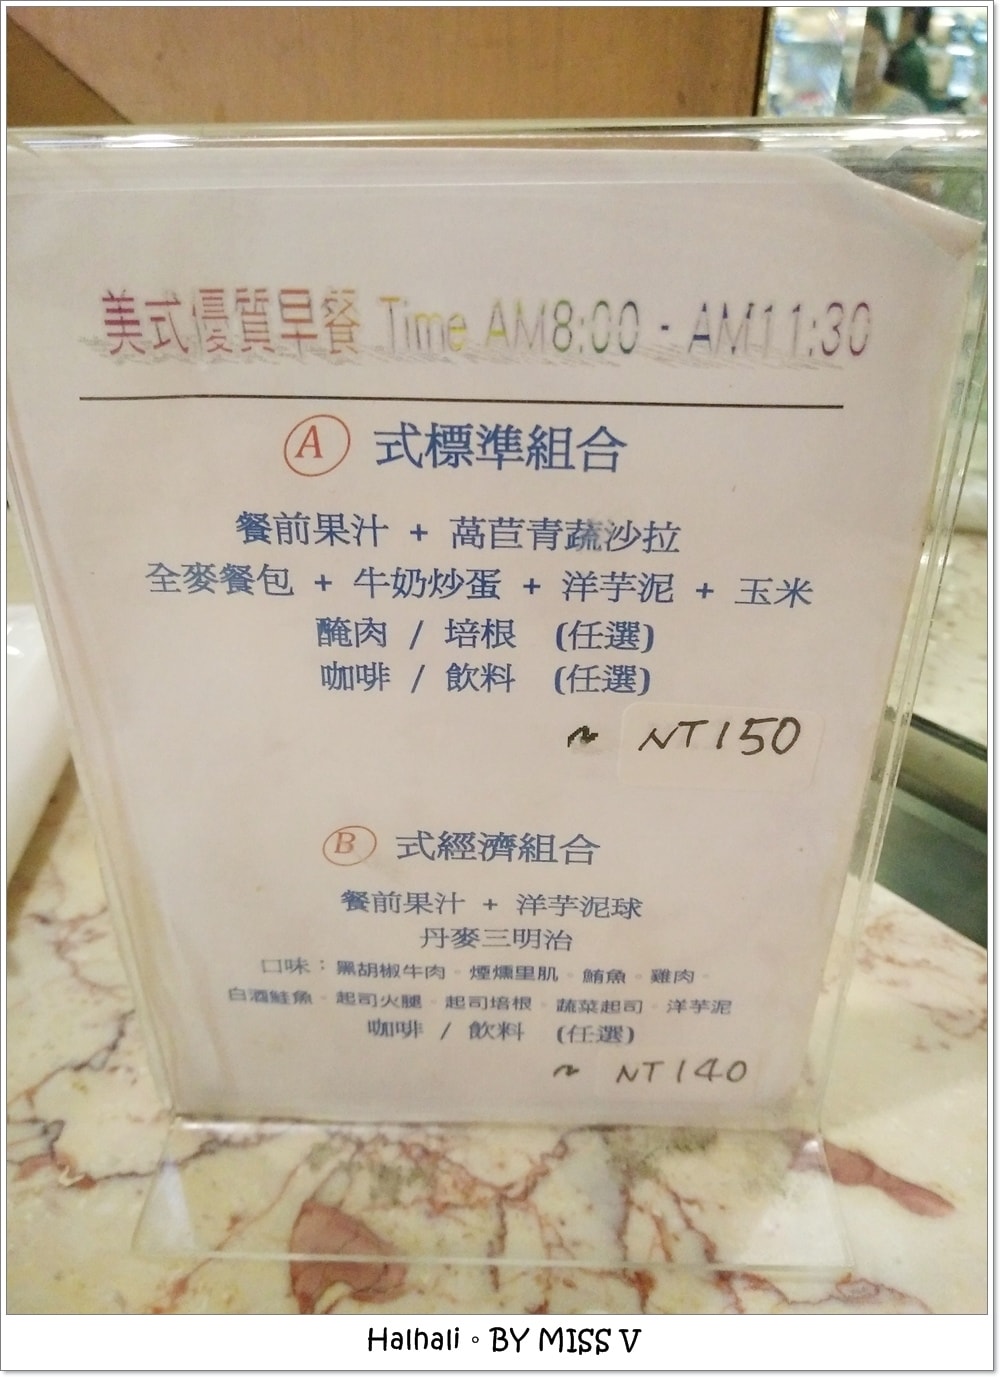 美式優質早餐 Time AM8:00 - AM11:30
A 式標準組合
餐前果汁 + 萵苣青蔬沙拉
全麥餐包 + 牛奶炒蛋 + 洋芋泥 + 玉米
醃肉 / 培根 (任選)
咖啡 / 飲料 (任選)
~ NT150
B 式經濟組合
餐前果汁 + 洋芋泥球
丹麥三明治
口味：黑胡椒牛肉。煙燻里肌。鮪魚。雞肉。
白酒鮭魚。起司火腿。起司培根。蔬菜起司。洋芋泥
咖啡 / 飲料 (任選)
~ NT140
Halhali。BY MISS V